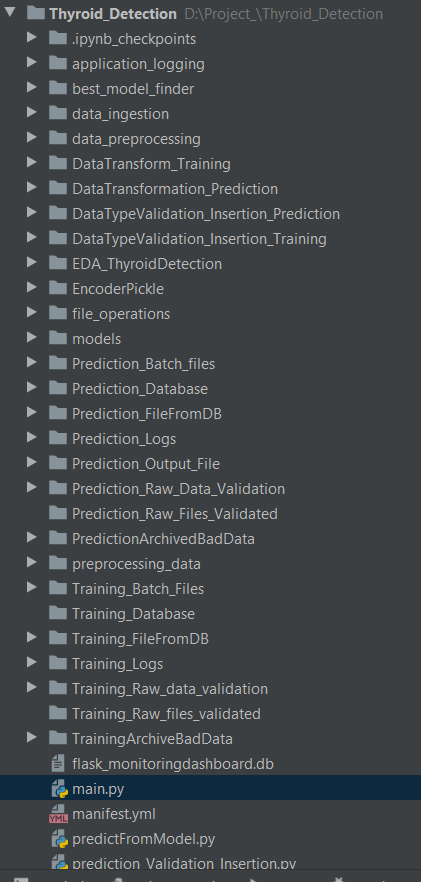 Thyroid_Detection D:\Project_\Thyroid_Detection
.ipynb_checkpoints
application_logging
best_model_finder
data_ingestion
data_preprocessing
DataTransform_Training
DataTransformation_Prediction
DataTypeValidation_Insertion_Prediction
DataTypeValidation_Insertion_Training
EDA_ThyroidDetection
EncoderPickle
file_operations
models
Prediction_Batch_files
Prediction_Database
Prediction_FileFromDB
Prediction_Logs
Prediction_Output_File
Prediction_Raw_Data_Validation
Prediction_Raw_Files_Validated
PredictionArchivedBadData
preprocessing_data
Training_Batch_Files
Training_Database
Training_FileFromDB
Training_Logs
Training_Raw_data_validation
Training_Raw_files_validated
TrainingArchiveBadData
flask_monitoringdashboard.db
main.py
YML manifest.yml
predictFromModel.py
prediction_Validation_Insertion.py